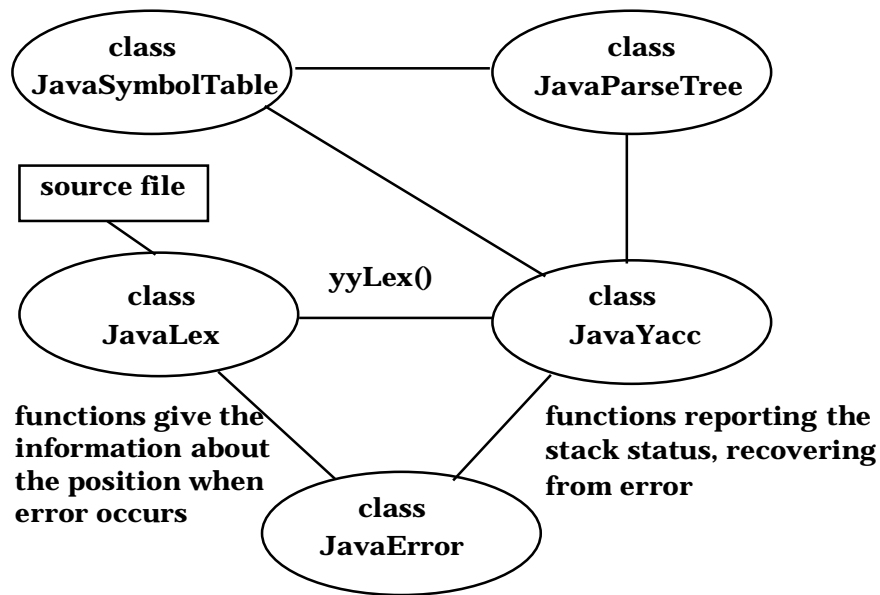 class
JavaSymbolTable
class
JavaParseTree
source file
class
JavaLex
yyLex()
class
JavaYacc
functions give the
information about
the position when
error occurs
functions reporting the
stack status, recovering
from error
class
JavaError